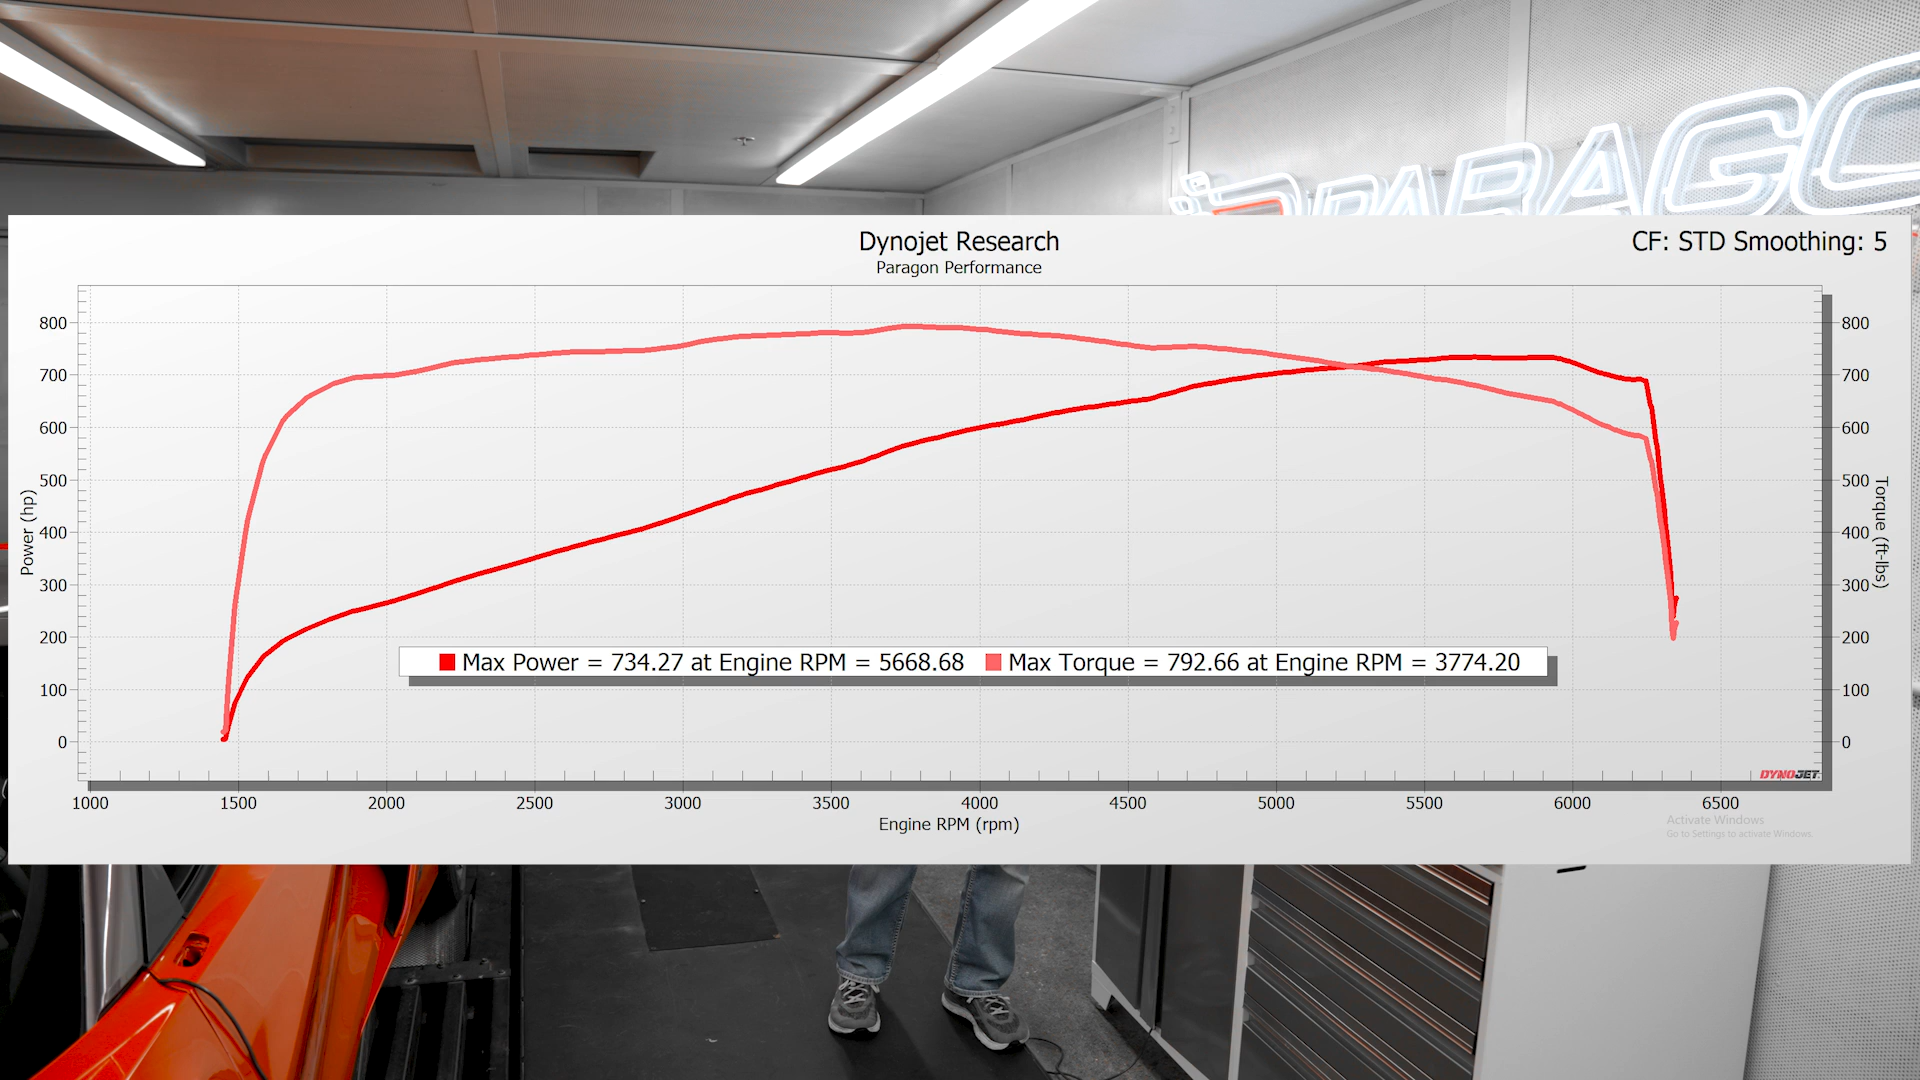 PARAGO
Dynojet Research
Paragon Performance
CF: STD Smoothing: 5
Power (hp)
800
700
600
500
400
300
200
100
0
Max Power = 734.27 at Engine RPM = 5668.68 Max Torque = 792.66 at Engine RPM = 3774.20
800
700
600
500
400
300
200
100
0
Torque (ft-lbs)
DYNOJET
1000 1500 2000 2500 3000 3500 4000 4500 5000 5500 6000 6500
Engine RPM (rpm)
Activate Windows
Go to Settings to activate Windows.